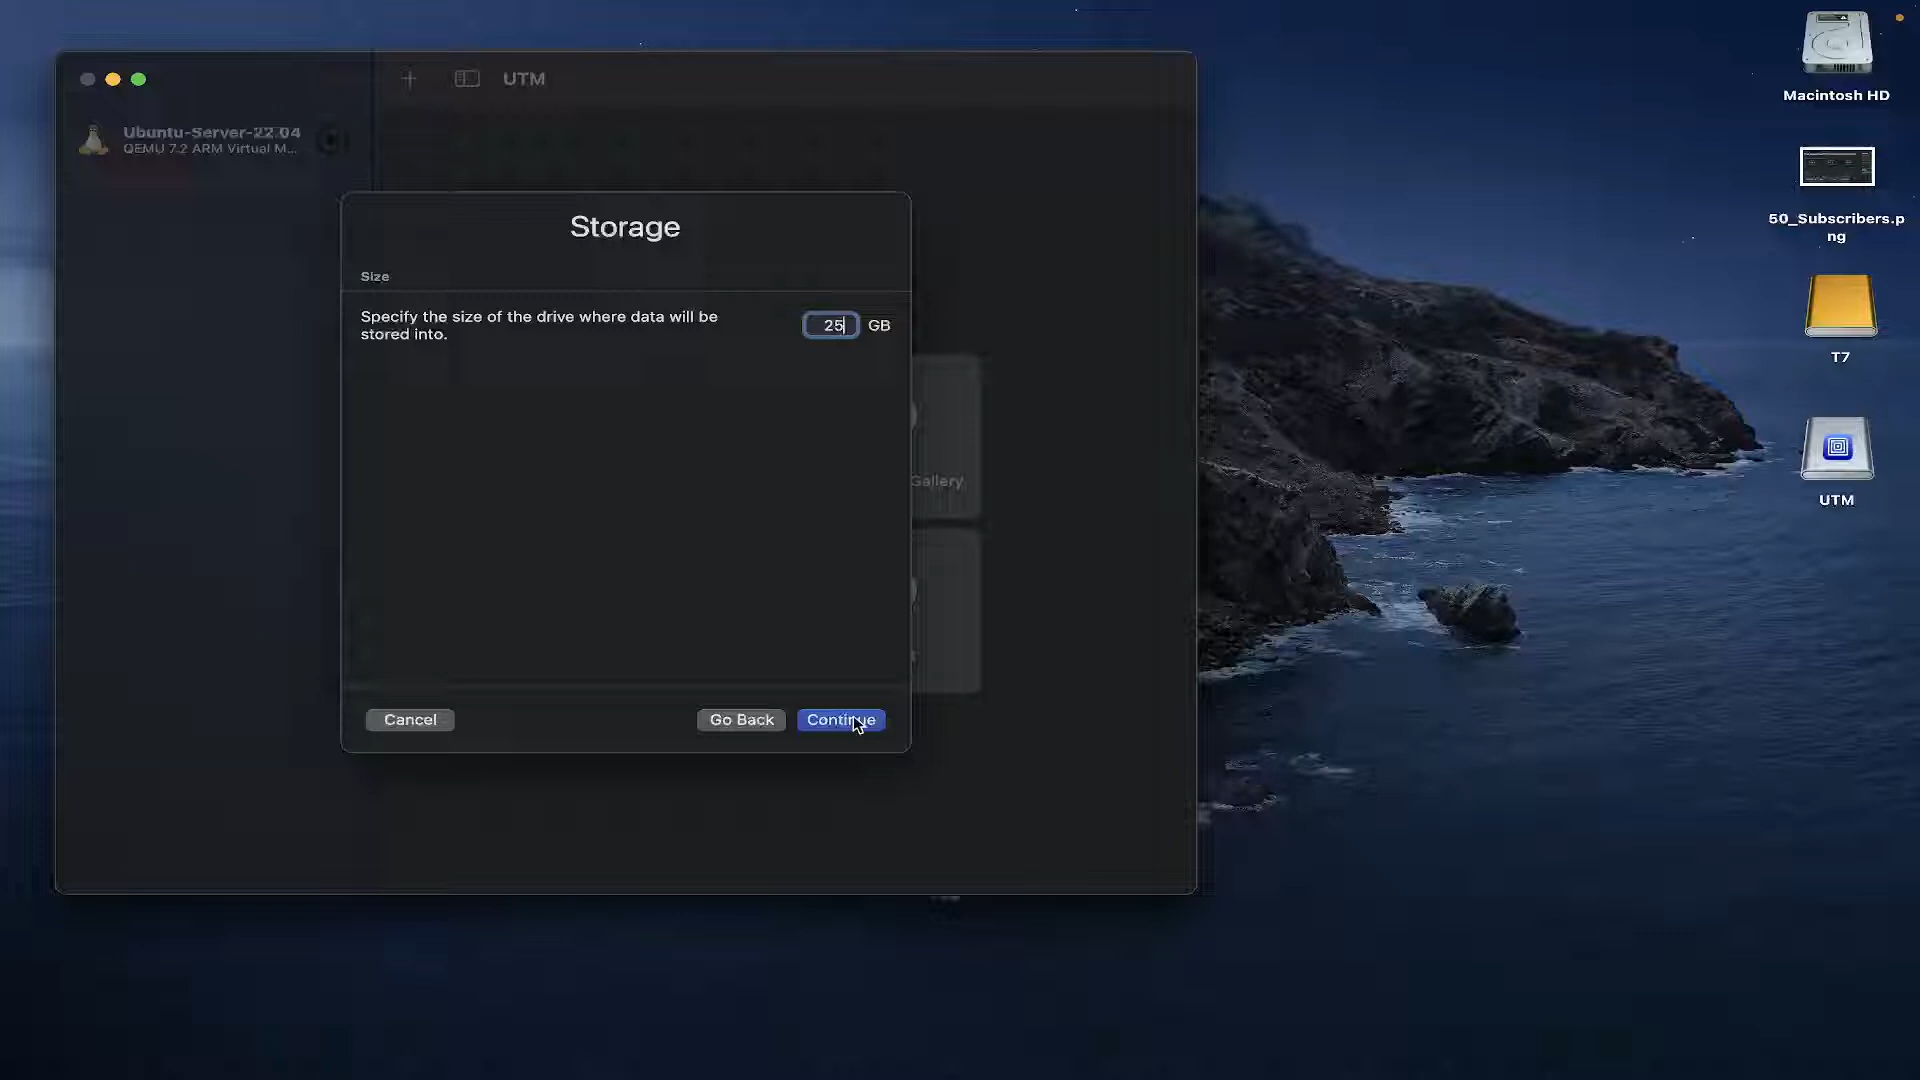 UTM
Ubuntu-Server-22.04
QEMU 7.2 ARM Virtual M...
Storage
Size
Specify the size of the drive where data will be
stored into.
25 GB
Gallery
Cancel
Go Back
Continue
Macintosh HD
50_Subscribers.p
ng
T7
UTM